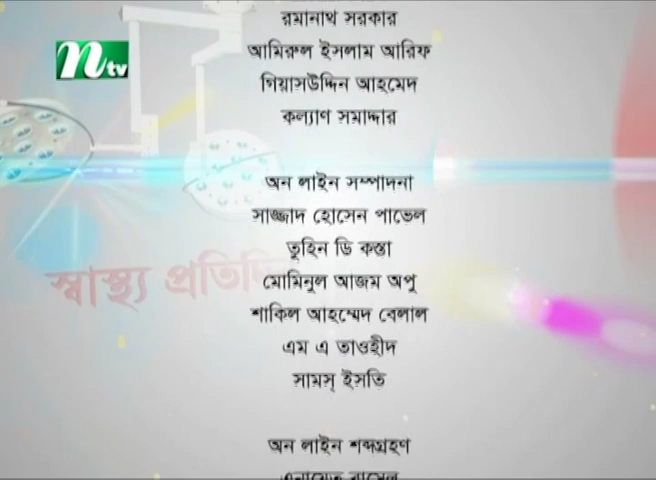 রমানাথ সরকার
ntv
আমিরুল ইসলাম আরিফ
গিয়াসউদ্দিন আহমেদ
কল্যাণ সমাদ্দার
অন লাইন সম্পাদনা
সাজ্জাদ হোসেন পাভেল
তুহিন ডি কস্তা
স্বাস্থ্য প্রতিদিন
মোমিনুল আজম অপু
শাকিল আহম্মেদ বেলাল
এম এ তাওহীদ
সামস্ ইসতি
অন লাইন শব্দগ্রহণ